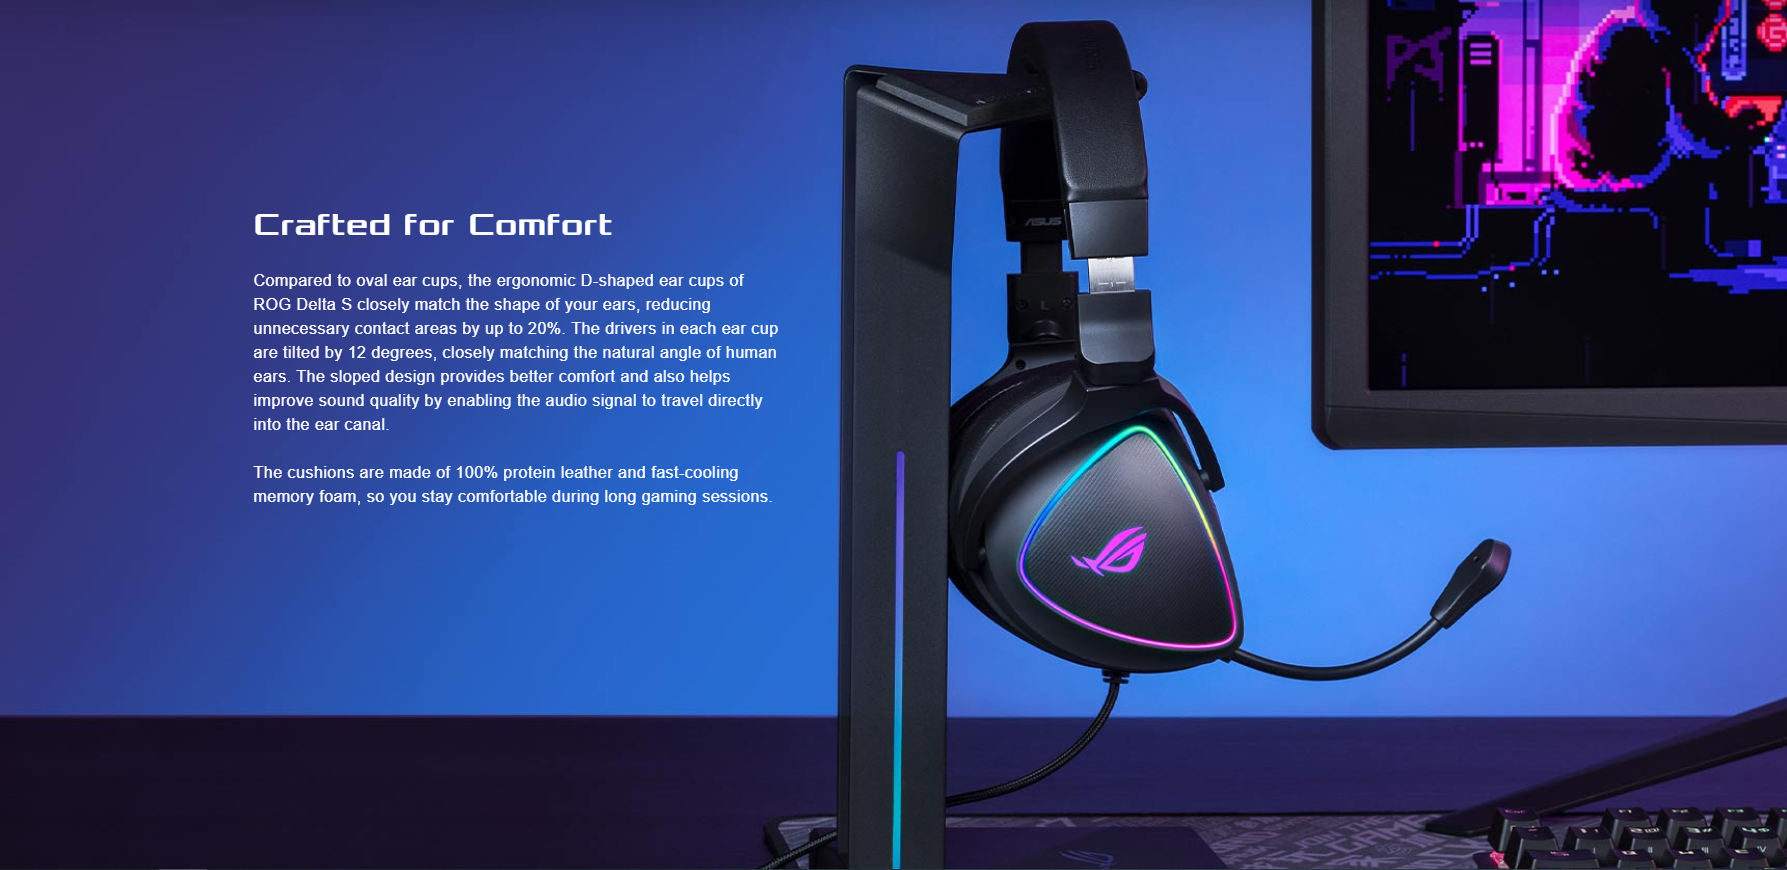 Crafted for Comfort
Compared to oval ear cups, the ergonomic D-shaped ear cups of
ROG Delta S closely match the shape of your ears, reducing
unnecessary contact areas by up to 20%. The drivers in each ear cup
are tilted by 12 degrees, closely matching the natural angle of human
ears. The sloped design provides better comfort and also helps
improve sound quality by enabling the audio signal to travel directly
into the ear canal.
The cushions are made of 100% protein leather and fast-cooling
memory foam, so you stay comfortable during long gaming sessions.
ASUS
L